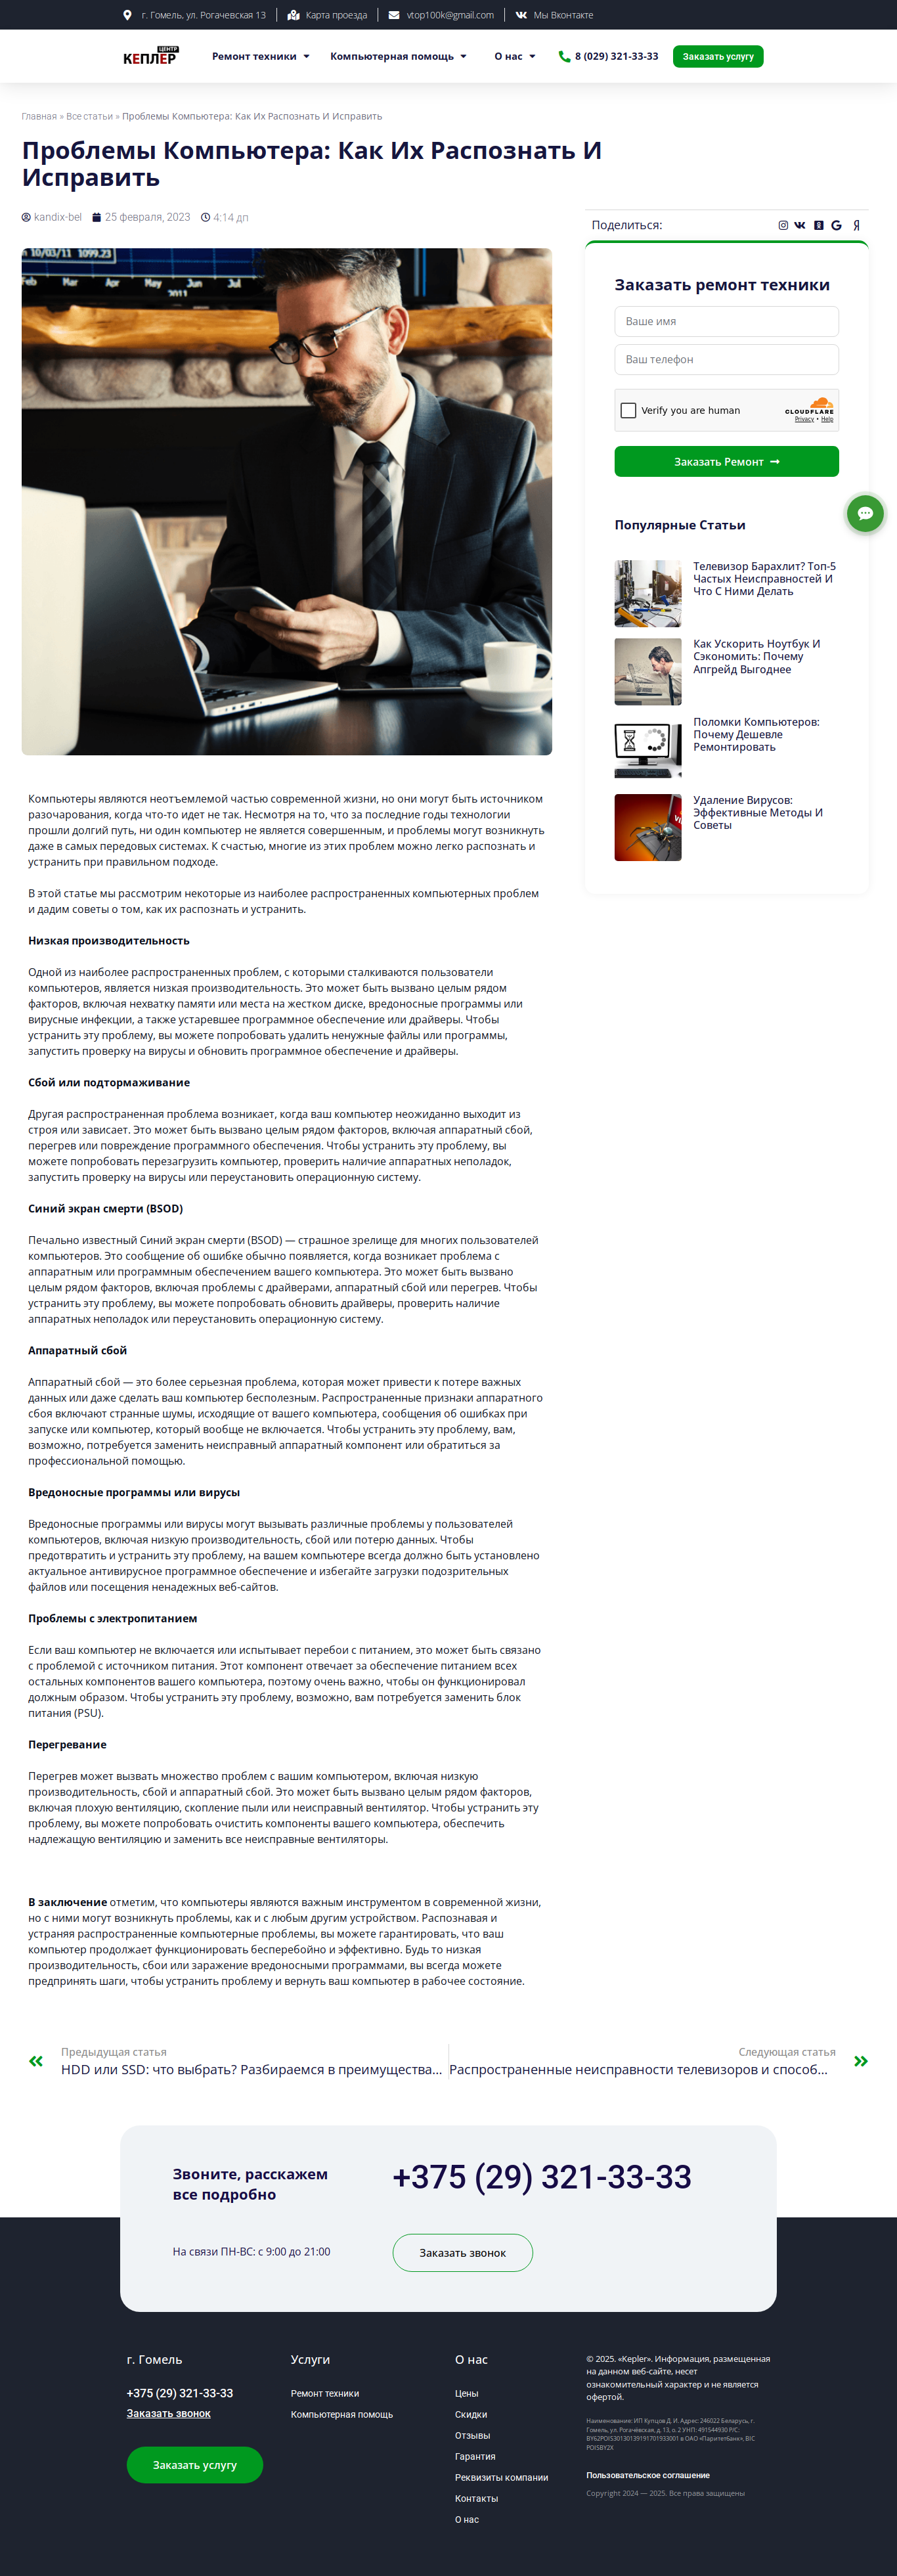 г. Гомель, ул. Рогачевская 13
Карта проезда
vtop100k@gmail.com
Мы Вконтакте
КЕПЛЕР ЦЕНТР
Ремонт техники
Компьютерная помощь
О нас
8 (029) 321-33-33
Заказать услугу
Главная » Все статьи » Проблемы Компьютера: Как Их Распознать И Исправить
Проблемы Компьютера: Как Их Распознать И
Исправить
kandix-bel
25 февраля, 2023
4:14 дп
Поделиться:
Заказать ремонт техники
Ваше имя
Ваш телефон
Verify you are human
CLOUDFLARE
Privacy • Help
Заказать Ремонт
Популярные Статьи
Телевизор Барахлит? Топ-5
Частых Неисправностей И
Что С Ними Делать
Как Ускорить Ноутбук И
Сэкономить: Почему
Апгрейд Выгоднее
Поломки Компьютеров:
Почему Дешевле
Ремонтировать
Удаление Вирусов:
Эффективные Методы И
Советы
Компьютеры являются неотъемлемой частью современной жизни, но они могут быть источником
разочарования, когда что-то идет не так. Несмотря на то, что за последние годы технологии
прошли долгий путь, ни один компьютер не является совершенным, и проблемы могут возникнуть
даже в самых передовых системах. К счастью, многие из этих проблем можно легко распознать и
устранить при правильном подходе.
В этой статье мы рассмотрим некоторые из наиболее распространенных компьютерных проблем
и дадим советы о том, как их распознать и устранить.
Низкая производительность
Одной из наиболее распространенных проблем, с которыми сталкиваются пользователи
компьютеров, является низкая производительность. Это может быть вызвано целым рядом
факторов, включая нехватку памяти или места на жестком диске, вредоносные программы или
вирусные инфекции, а также устаревшее программное обеспечение или драйверы. Чтобы
устранить эту проблему, вы можете попробовать удалить ненужные файлы или программы,
запустить проверку на вирусы и обновить программное обеспечение и драйверы.
Сбой или подтормаживание
Другая распространенная проблема возникает, когда ваш компьютер неожиданно выходит из
строя или зависает. Это может быть вызвано целым рядом факторов, включая аппаратный сбой,
перегрев или повреждение программного обеспечения. Чтобы устранить эту проблему, вы
можете попробовать перезагрузить компьютер, проверить наличие аппаратных неполадок,
запустить проверку на вирусы или переустановить операционную систему.
Синий экран смерти (BSOD)
Печально известный Синий экран смерти (BSOD) — страшное зрелище для многих пользователей
компьютеров. Это сообщение об ошибке обычно появляется, когда возникает проблема с
аппаратным или программным обеспечением вашего компьютера. Это может быть вызвано
целым рядом факторов, включая проблемы с драйверами, аппаратный сбой или перегрев. Чтобы
устранить эту проблему, вы можете попробовать обновить драйверы, проверить наличие
аппаратных неполадок или переустановить операционную систему.
Аппаратный сбой
Аппаратный сбой — это более серьезная проблема, которая может привести к потере важных
данных или даже сделать ваш компьютер бесполезным. Распространенные признаки аппаратного
сбоя включают странные шумы, исходящие от вашего компьютера, сообщения об ошибках при
запуске или компьютер, который вообще не включается. Чтобы устранить эту проблему, вам,
возможно, потребуется заменить неисправный аппаратный компонент или обратиться за
профессиональной помощью.
Вредоносные программы или вирусы
Вредоносные программы или вирусы могут вызывать различные проблемы у пользователей
компьютеров, включая низкую производительность, сбой или потерю данных. Чтобы
предотвратить и устранить эту проблему, на вашем компьютере всегда должно быть установлено
актуальное антивирусное программное обеспечение и избегайте загрузки подозрительных
файлов или посещения ненадежных веб-сайтов.
Проблемы с электропитанием
Если ваш компьютер не включается или испытывает перебои с питанием, это может быть связано
с проблемой с источником питания. Этот компонент отвечает за обеспечение питанием всех
остальных компонентов вашего компьютера, поэтому очень важно, чтобы он функционировал
должным образом. Чтобы устранить эту проблему, возможно, вам потребуется заменить блок
питания (PSU).
Перегревание
Перегрев может вызвать множество проблем с вашим компьютером, включая низкую
производительность, сбой и аппаратный сбой. Это может быть вызвано целым рядом факторов,
включая плохую вентиляцию, скопление пыли или неисправный вентилятор. Чтобы устранить эту
проблему, вы можете попробовать очистить компоненты вашего компьютера, обеспечить
надлежащую вентиляцию и заменить все неисправные вентиляторы.
В заключение отметим, что компьютеры являются важным инструментом в современной жизни,
но с ними могут возникнуть проблемы, как и с любым другим устройством. Распознавая и
устраняя распространенные компьютерные проблемы, вы можете гарантировать, что ваш
компьютер продолжает функционировать бесперебойно и эффективно. Будь то низкая
производительность, сбои или заражение вредоносными программами, вы всегда можете
предпринять шаги, чтобы устранить проблему и вернуть ваш компьютер в рабочее состояние.
Предыдущая статья
HDD или SSD: что выбрать? Разбираемся в преимущества...
Следующая статья
Распространенные неисправности телевизоров и способ...
Звоните, расскажем
все подробно
+375 (29) 321-33-33
На связи ПН-ВС: с 9:00 до 21:00
Заказать звонок
г. Гомель
+375 (29) 321-33-33
Заказать звонок
Заказать услугу
Услуги
Ремонт техники
Компьютерная помощь
О нас
Цены
Скидки
Отзывы
Гарантия
Реквизиты компании
Контакты
О нас
© 2025. «Kepler». Информация, размещенная
на данном веб-сайте, несет
ознакомительный характер и не является
офертой.
Наименование: ИП Купцов Д. И. Адрес: 246022 Беларусь, г.
Гомель, ул. Рогачёвская, д. 13, о. 2 УНП: 491544930 Р/С:
BY62POIS30130139191701933001 в ОАО «Паритетбанк», BIC
POISBY2X
Пользовательское соглашение
Copyright 2024 — 2025. Все права защищены